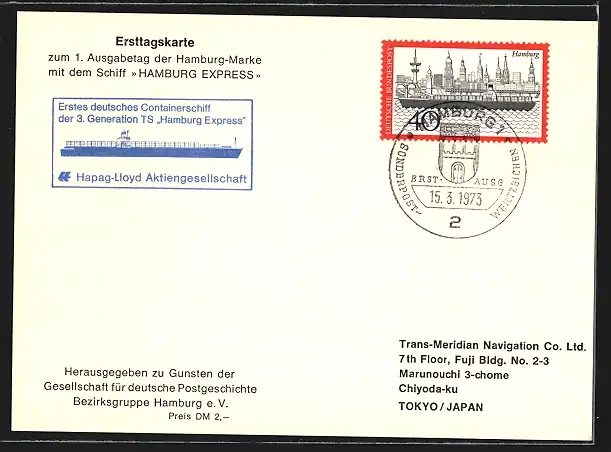 Ersttagskarte
zum 1. Ausgabetag der Hamburg-Marke
mit dem Schiff »HAMBURG EXPRESS»
Erstes deutsches Containerschiff
der 3. Generation TS „Hamburg Express"
Hapag-Lloyd Aktiengesellschaft
Hamburg
DEUTSCHE BUNDESPOST
40
HAMBURG 1
SONDERPOST-
WERTZEICHEN
ERST-AUSG
15.3.1973
2
Trans-Meridian Navigation Co. Ltd.
7th Floor, Fuji Bldg. No. 2-3
Marunouchi 3-chome
Chiyoda-ku
TOKYO/JAPAN
Herausgegeben zu Gunsten der
Gesellschaft für deutsche Postgeschichte
Bezirksgruppe Hamburg e. V.
Preis DM 2,—